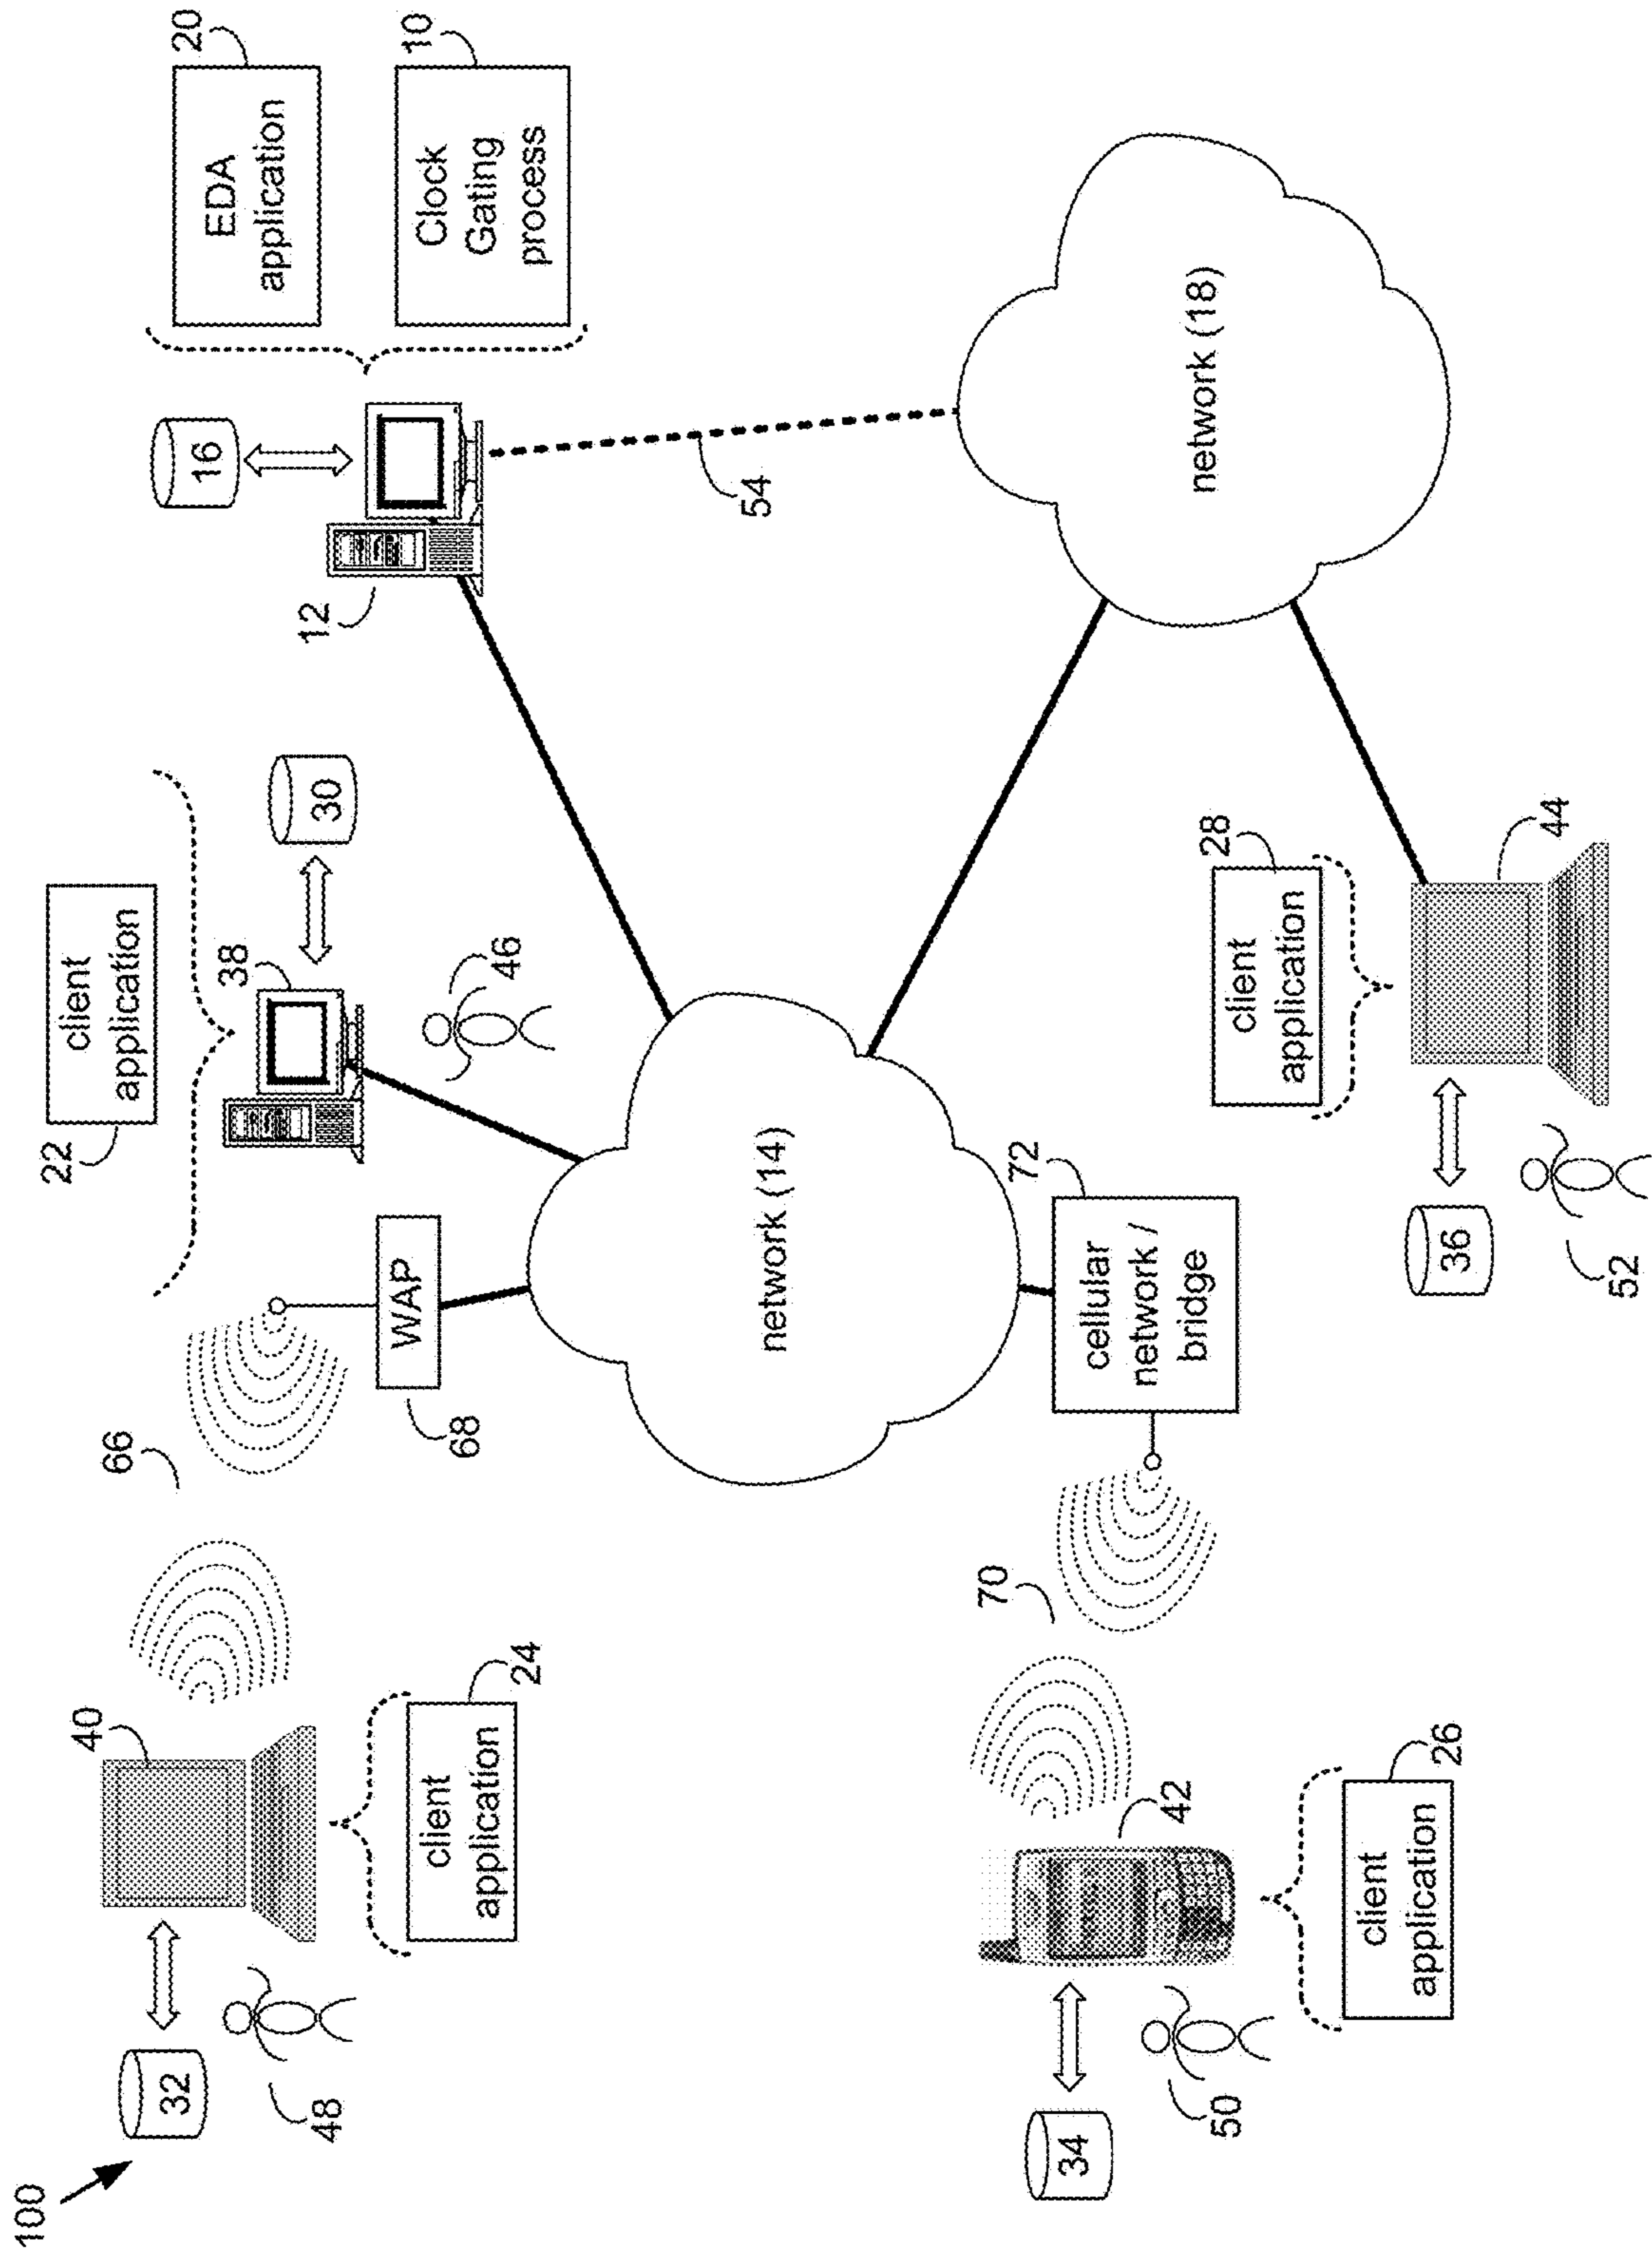 100
32
48
40
client
application
24
66
WAP
68
22
client
application
38
30
46
12
16
EDA
application
20
Clock
Gating
process
10
54
network (14)
network (18)
34
50
42
client
application
26
70
cellular
network /
bridge
72
36
52
client
application
28
44